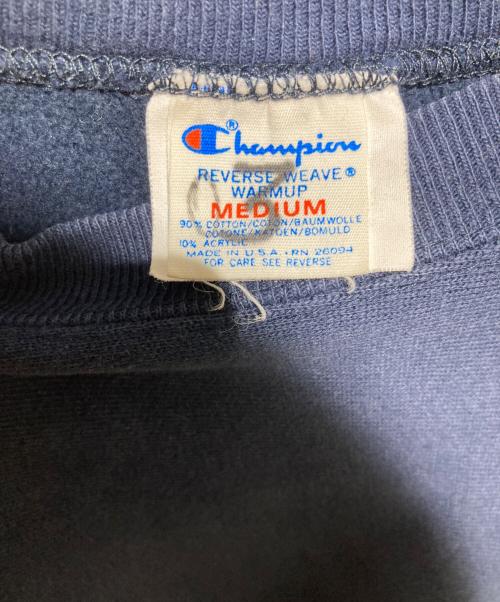 Champion®
REVERSE WEAVE®
WARMUP
MEDIUM
90% COTTON/COTON/BAUMWOLLE
COTONE/KATOEN/BOMULD
10% ACRYLIC
MADE IN U.S.A. • RN 26094
FOR CARE SEE REVERSE